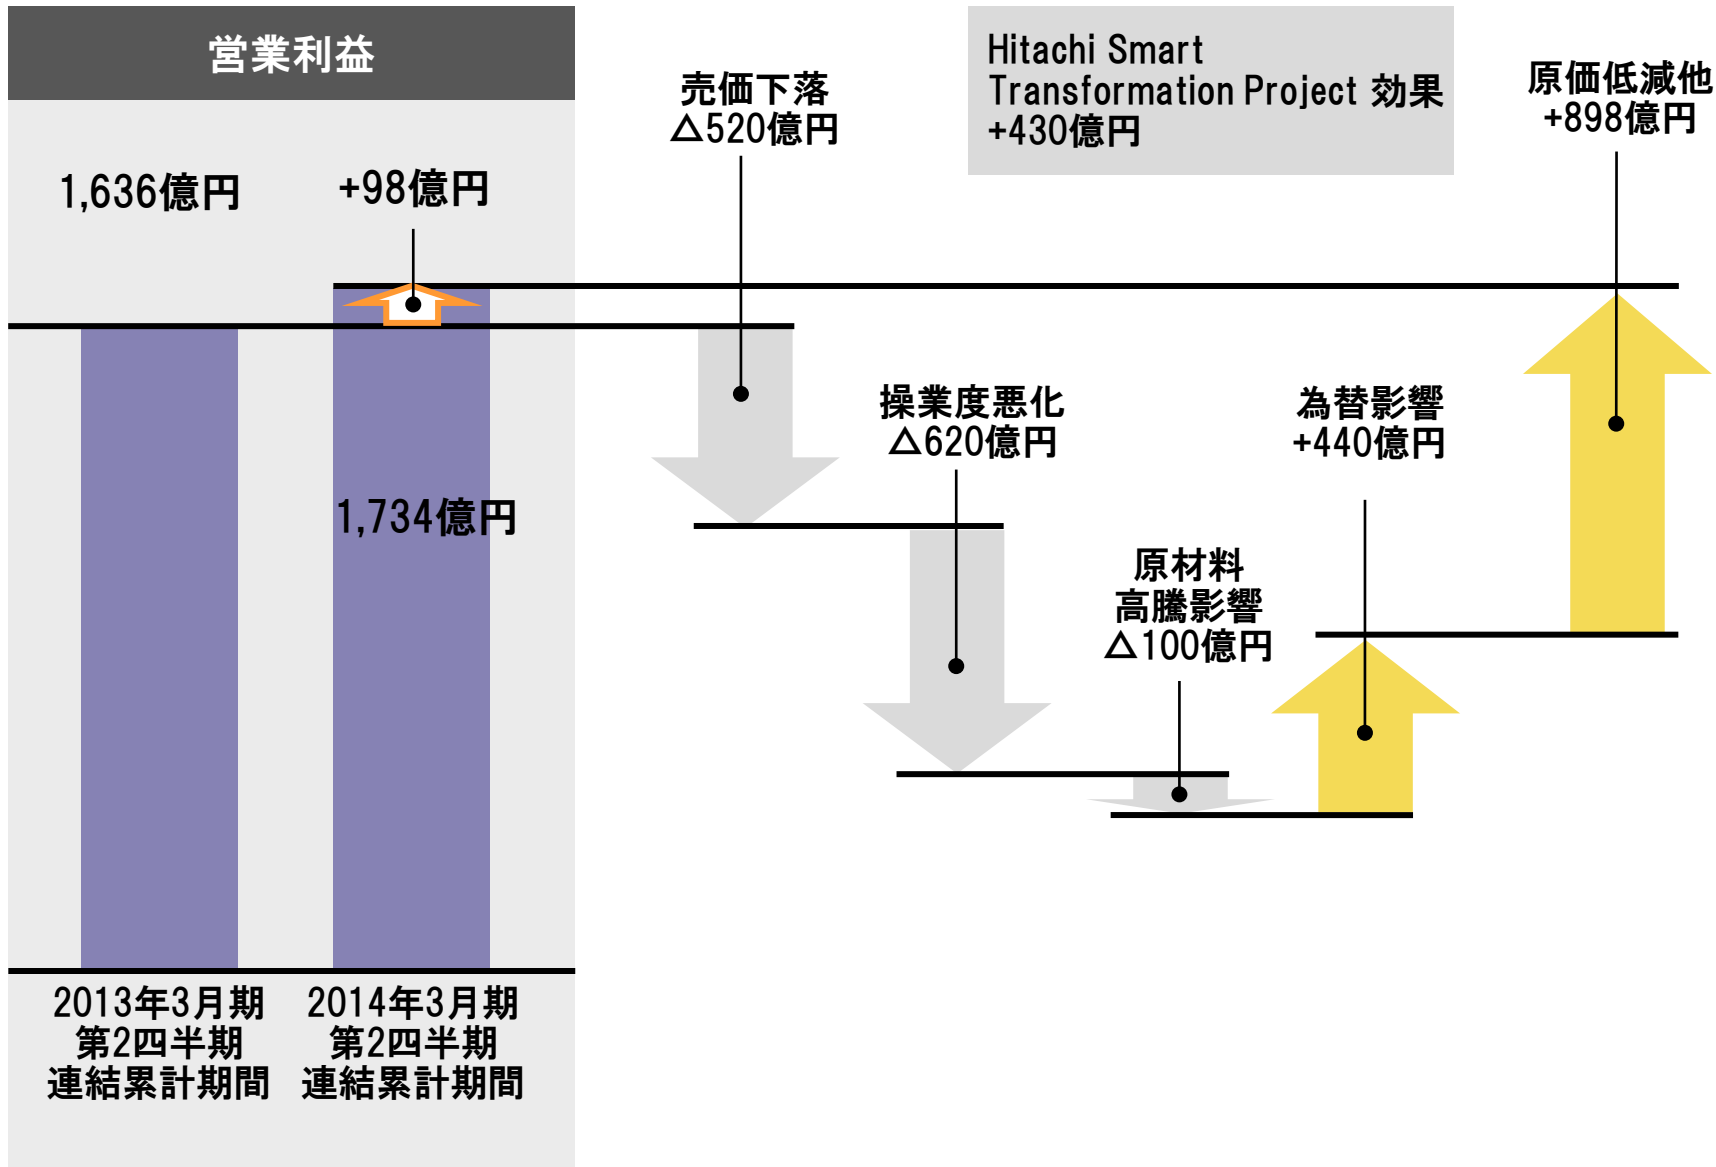 営業利益
1,636億円
+98億円
1,734億円
2013年3月期
第2四半期
連結累計期間
2014年3月期
第2四半期
連結累計期間
売価下落
△520億円
操業度悪化
△620億円
原材料
高騰影響
△100億円
為替影響
+440億円
Hitachi Smart
Transformation Project 効果
+430億円
原価低減他
+898億円